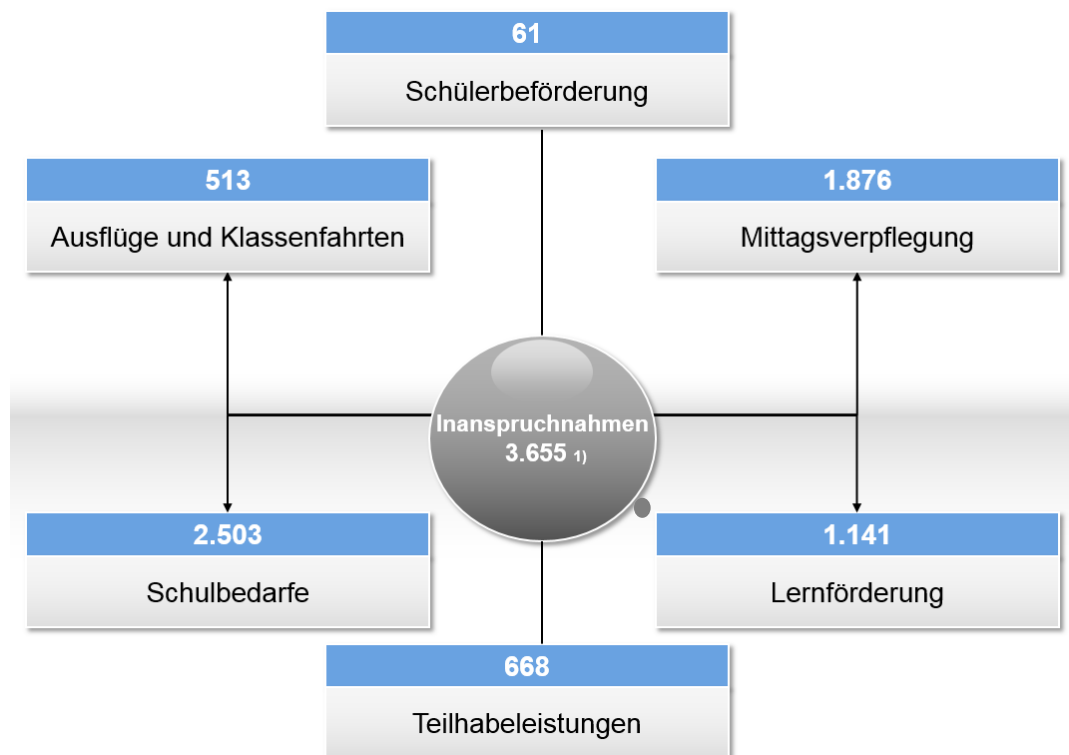 61
Schülerbeförderung
513
Ausflüge und Klassenfahrten
1.876
Mittagsverpflegung
Inanspruchnahmen
3.655 1)
2.503
Schulbedarfe
1.141
Lernförderung
668
Teilhabeleistungen